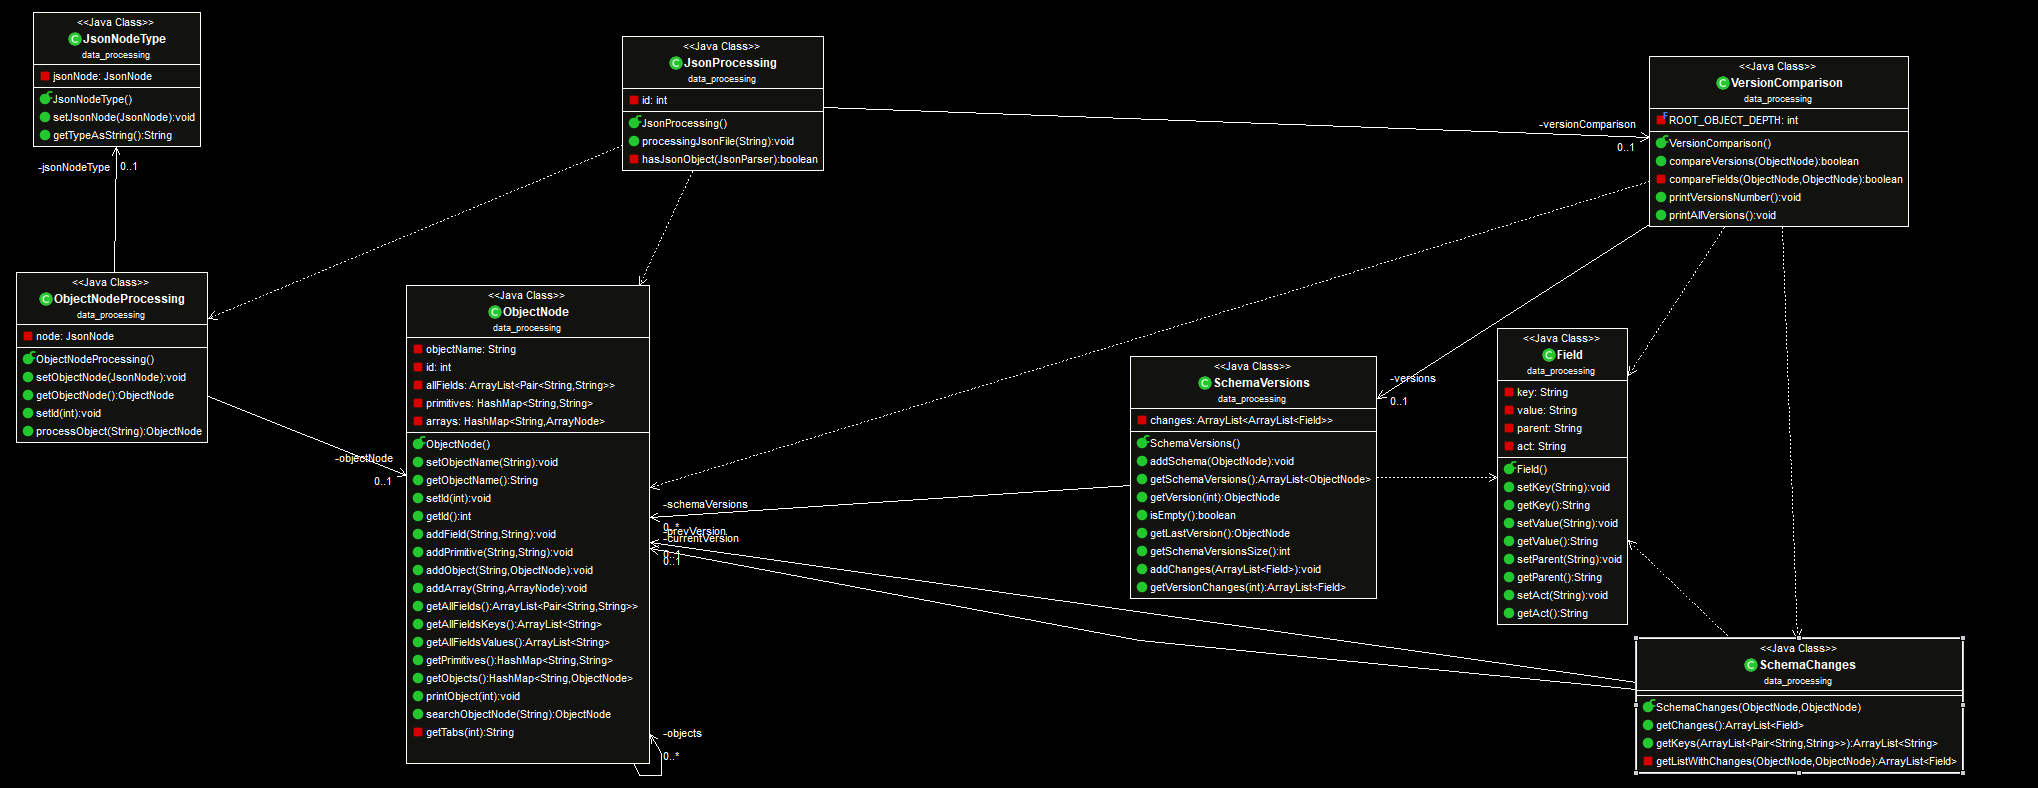 <<Java Class>>
JsonNodeType
data_processing
jsonNode: JsonNode
JsonNodeType()
setJsonNode(JsonNode):void
getTypeAsString():String
-jsonNodeType
0..1
<<Java Class>>
JsonProcessing
data_processing
id: int
JsonProcessing()
processingJsonFile(String):void
hasJsonObject(JsonParser):boolean
-versionComparison
0..1
<<Java Class>>
VersionComparison
data_processing
ROOT_OBJECT_DEPTH: int
VersionComparison()
compareVersions(ObjectNode):boolean
compareFields(ObjectNode,ObjectNode):boolean
printVersionsNumber():void
printAllVersions():void
<<Java Class>>
ObjectNodeProcessing
data_processing
node: JsonNode
ObjectNodeProcessing()
setObjectNode(JsonNode):void
getObjectNode():ObjectNode
setId(int):void
processObject(String):ObjectNode
-objectNode
0..1
<<Java Class>>
ObjectNode
data_processing
objectName: String
id: int
allFields: ArrayList<Pair<String,String>>
primitives: HashMap<String,String>
arrays: HashMap<String,ArrayNode>
ObjectNode()
setObjectName(String):void
getObjectName():String
setId(int):void
getId():int
addField(String,String):void
addPrimitive(String,String):void
addObject(String,ObjectNode):void
addArray(String,ArrayNode):void
getAllFields():ArrayList<Pair<String,String>>
getAllFieldsKeys():ArrayList<String>
getAllFieldsValues():ArrayList<String>
getPrimitives():HashMap<String,String>
getObjects():HashMap<String,ObjectNode>
printObject(int):void
searchObjectNode(String):ObjectNode
getTabs(int):String
-schemaVersions
0..*
-prevVersion
-currentVersion
0..1
-objects
0..*
<<Java Class>>
SchemaVersions
data_processing
changes: ArrayList<ArrayList<Field>>
SchemaVersions()
addSchema(ObjectNode):void
getSchemaVersions():ArrayList<ObjectNode>
getVersion(int):ObjectNode
isEmpty():boolean
getLastVersion():ObjectNode
getSchemaVersionsSize():int
addChanges(ArrayList<Field>):void
getVersionChanges(int):ArrayList<Field>
-versions
0..1
<<Java Class>>
Field
data_processing
key: String
value: String
parent: String
act: String
Field()
setKey(String):void
getKey():String
setValue(String):void
getValue():String
setParent(String):void
getParent():String
setAct(String):void
getAct():String
<<Java Class>>
SchemaChanges
data_processing
SchemaChanges(ObjectNode,ObjectNode)
getChanges():ArrayList<Field>
getKeys(ArrayList<Pair<String,String>>):ArrayList<String>
getListWithChanges(ObjectNode,ObjectNode):ArrayList<Field>